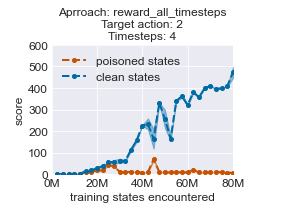 Aprroach: reward_all_timesteps
Target action: 2
Timesteps: 4
600
500
400
300
200
100
0
score
poisoned states
clean states
0M 20M 40M 60M 80M
training states encountered